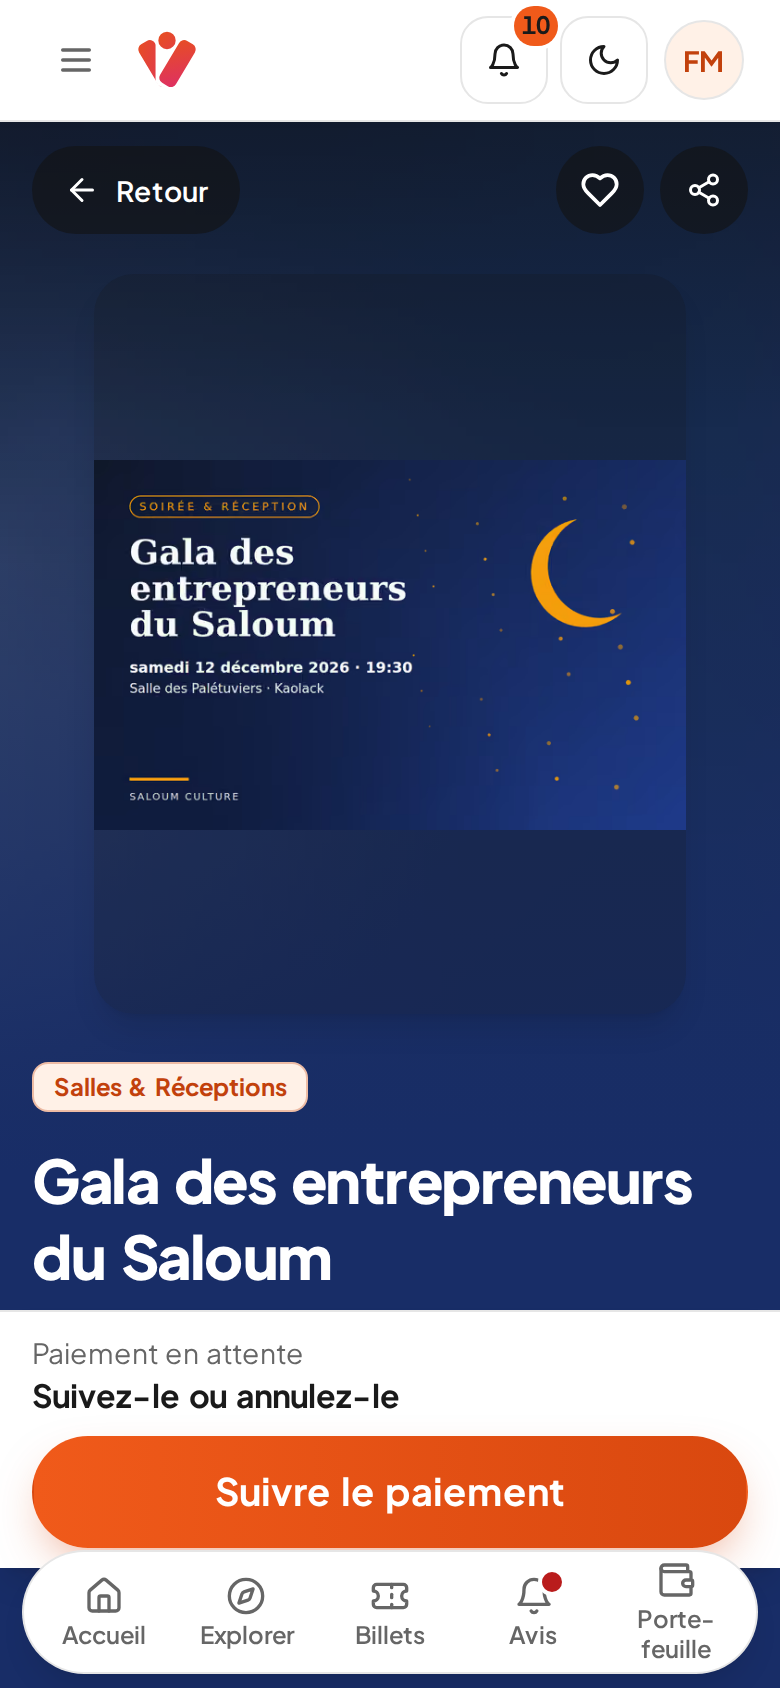 10
FM
Retour
SOIRÉE & RÉCEPTION
Gala des
entrepreneurs
du Saloum
samedi 12 décembre 2026 · 19:30
Salle des Palétuviers · Kaolack
SALOUM CULTURE
Salles & Réceptions
Gala des entrepreneurs
du Saloum
Paiement en attente
Suivez-le ou annulez-le
Suivre le paiement
Accueil
Explorer
Billets
Avis
Porte-
feuille